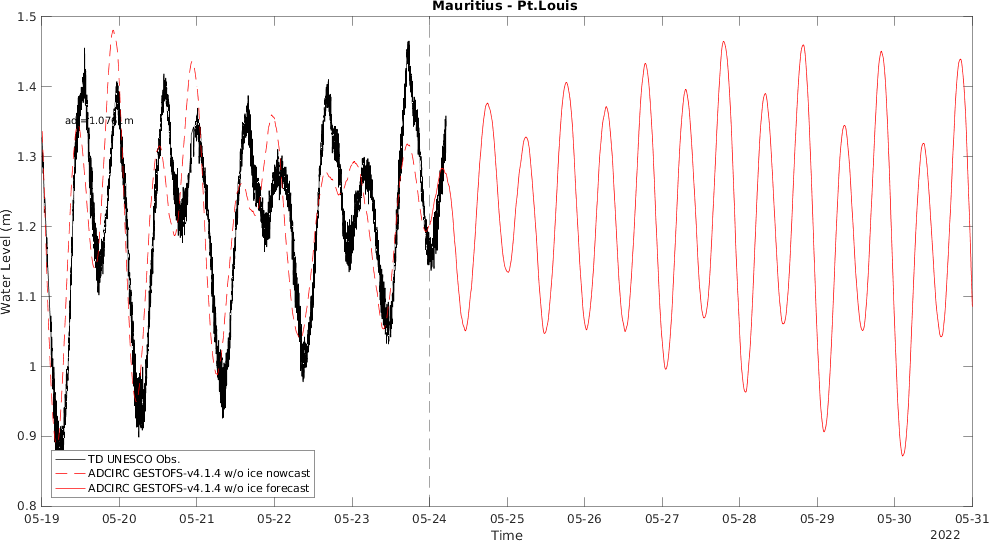 Mauritius - Pt.Louis
1.5
1.4
1.3
1.2
1.1
1
0.9
0.8
Water Level (m)
TD UNESCO Obs.
ADCIRC GESTOFS-v4.1.4 w/o ice nowcast
ADCIRC GESTOFS-v4.1.4 w/o ice forecast
05-19 05-20 05-21 05-22 05-23 05-24 05-25 05-26 05-27 05-28 05-29 05-30 05-31
Time
2022